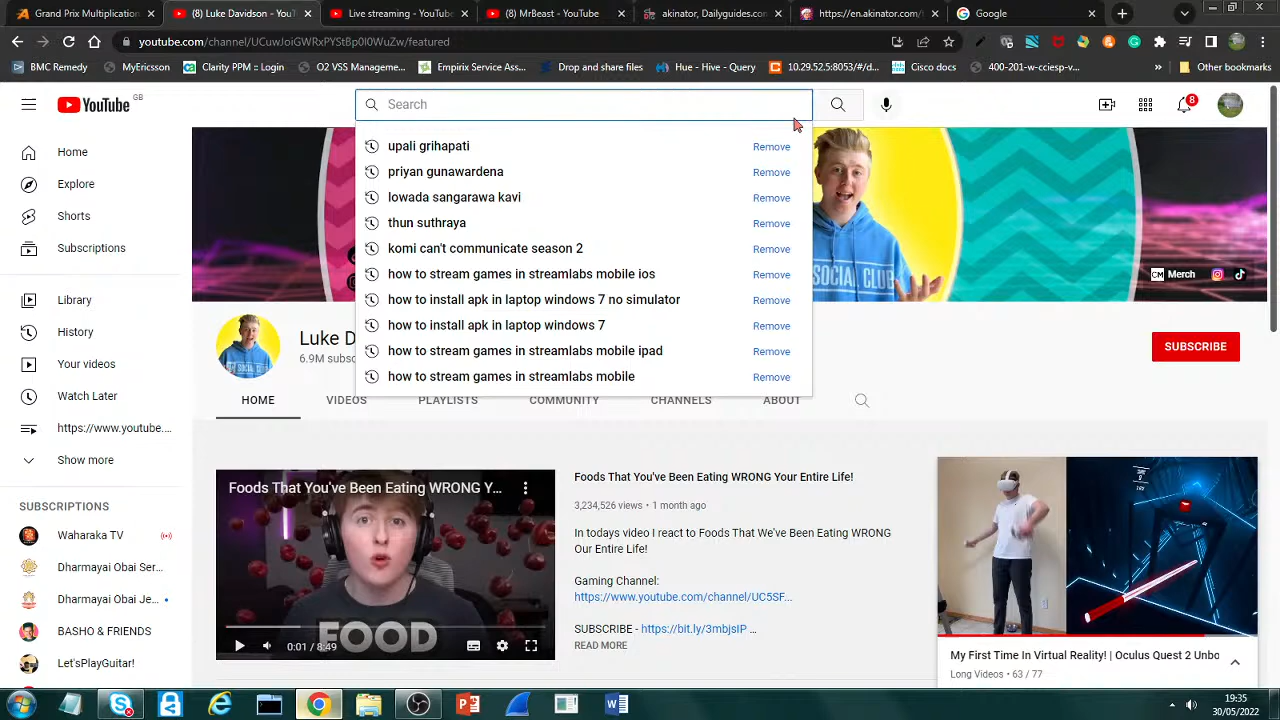 Grand Prix Multiplication
(8) Luke Davidson - YouTube
Live streaming - YouTube
(8) MrBeast - YouTube
akinator, Dailyguides.com
https://en.akinator.com/
Google
youtube.com/channel/UCuwJoiGWRxPYStBp0I0WuZw/featured
BMC Remedy
MyEricsson
Clarity PPM :: Login
O2 VSS Manageme...
Empirix Service Ass...
Drop and share files
Hue - Hive - Query
10.29.52.5:8053/#/d...
Cisco docs
400-201-w-cciesp-v...
»
Other bookmarks
YouTube GB
Search
8
upali grihapati Remove
priyan gunawardena Remove
lowada sangarawa kavi Remove
thun suthraya Remove
komi can't communicate season 2 Remove
how to stream games in streamlabs mobile ios Remove
how to install apk in laptop windows 7 no simulator Remove
how to install apk in laptop windows 7 Remove
how to stream games in streamlabs mobile ipad Remove
how to stream games in streamlabs mobile Remove
Home
Explore
Shorts
Subscriptions
Library
History
Your videos
Watch Later
https://www.youtube....
Show more
SUBSCRIPTIONS
Waharaka TV
Dharmayai Obai Ser...
Dharmayai Obai Je...
BASHO & FRIENDS
Let'sPlayGuitar!
SOCIAL CLUB
CM Merch
Luke D
6.9M subsc
SUBSCRIBE
HOME
VIDEOS
PLAYLISTS
COMMUNITY
CHANNELS
ABOUT
Foods That You've Been Eating WRONG Y...
FOOD
0:01 / 8:49
Foods That You've Been Eating WRONG Your Entire Life!
3,234,526 views • 1 month ago
In todays video I react to Foods That We've Been Eating WRONG
Our Entire Life!
Gaming Channel:
https://www.youtube.com/channel/UC5SF...
SUBSCRIBE - https://bit.ly/3mbjsIP ...
READ MORE
My First Time In Virtual Reality! | Oculus Quest 2 Unbo
Long Videos • 63 / 77
19:35
30/05/2022